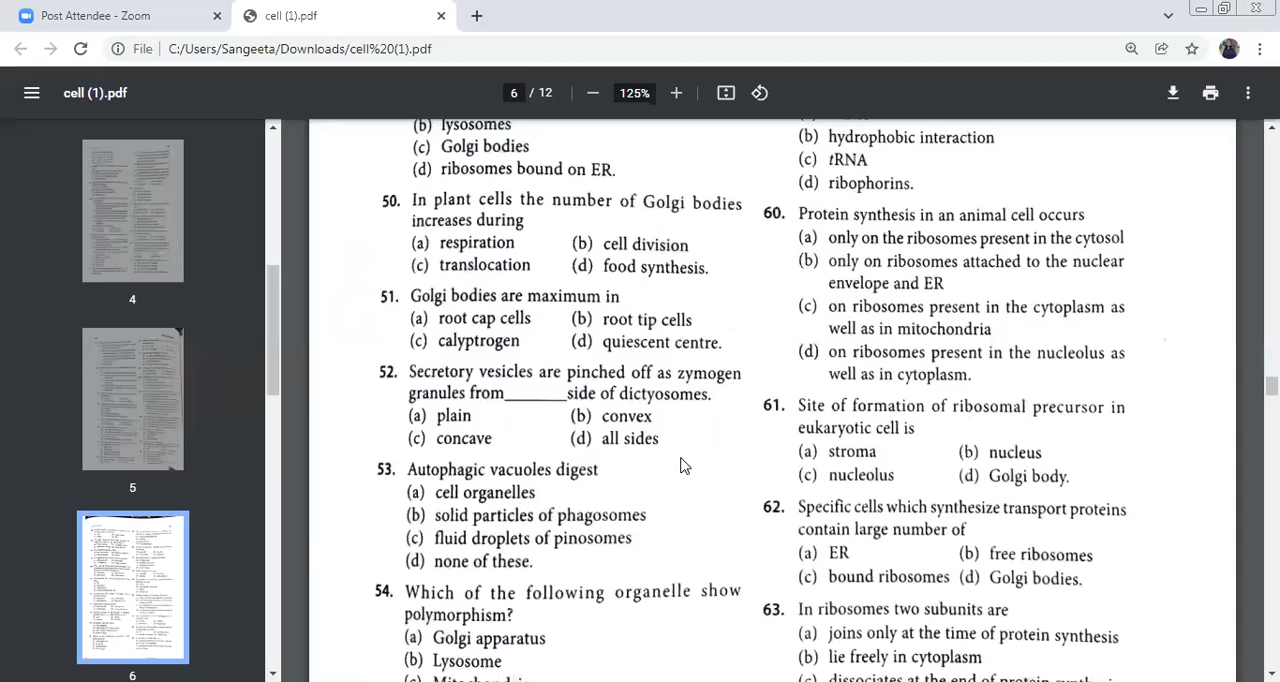 Post Attendee - Zoom
cell (1).pdf
File
C:/Users/Sangeeta/Downloads/cell%20(1).pdf
cell (1).pdf
6 / 12
125%
4
5
6
(b) lysosomes
(c) Golgi bodies
(d) ribosomes bound on ER.
50. In plant cells the number of Golgi bodies
increases during
(a) respiration (b) cell division
(c) translocation (d) food synthesis.
51. Golgi bodies are maximum in
(a) root cap cells (b) root tip cells
(c) calyptrogen (d) quiescent centre.
52. Secretory vesicles are pinched off as zymogen
granules from______side of dictyosomes.
(a) plain (b) convex
(c) concave (d) all sides
53. Autophagic vacuoles digest
(a) cell organelles
(b) solid particles of phagosomes
fluid droplets of pinosomes
(d) none of these.
54. of the organelle show
Golgi apparatus
(b) Lysosome
(b) hydrophobic interaction
(c) tRNA
(d) ribophorins.
60. Protein synthesis in an animal cell occurs
(a) only on the ribosomes present in the cytosol
(b) only on ribosomes attached to the nuclear
envelope and ER
(c) on ribosomes present in the cytoplasm as
well as in mitochondria
(d) on ribosomes present in the nucleolus as
well as in cytoplasm.
61. Site of formation of ribosomal precursor in
eukaryotic cell is
(a) stroma (b) nucleus
(c) nucleolus (d) Golgi body.
62. Specific cells which synthesize transport proteins
large number of
(a) ER (b) free ribosomes
(c) ribosomes (d) Golgi bodies.
63. ribosomes two subunits are
joins only at the time of protein synthesis
(b) lie freely in cytoplasm